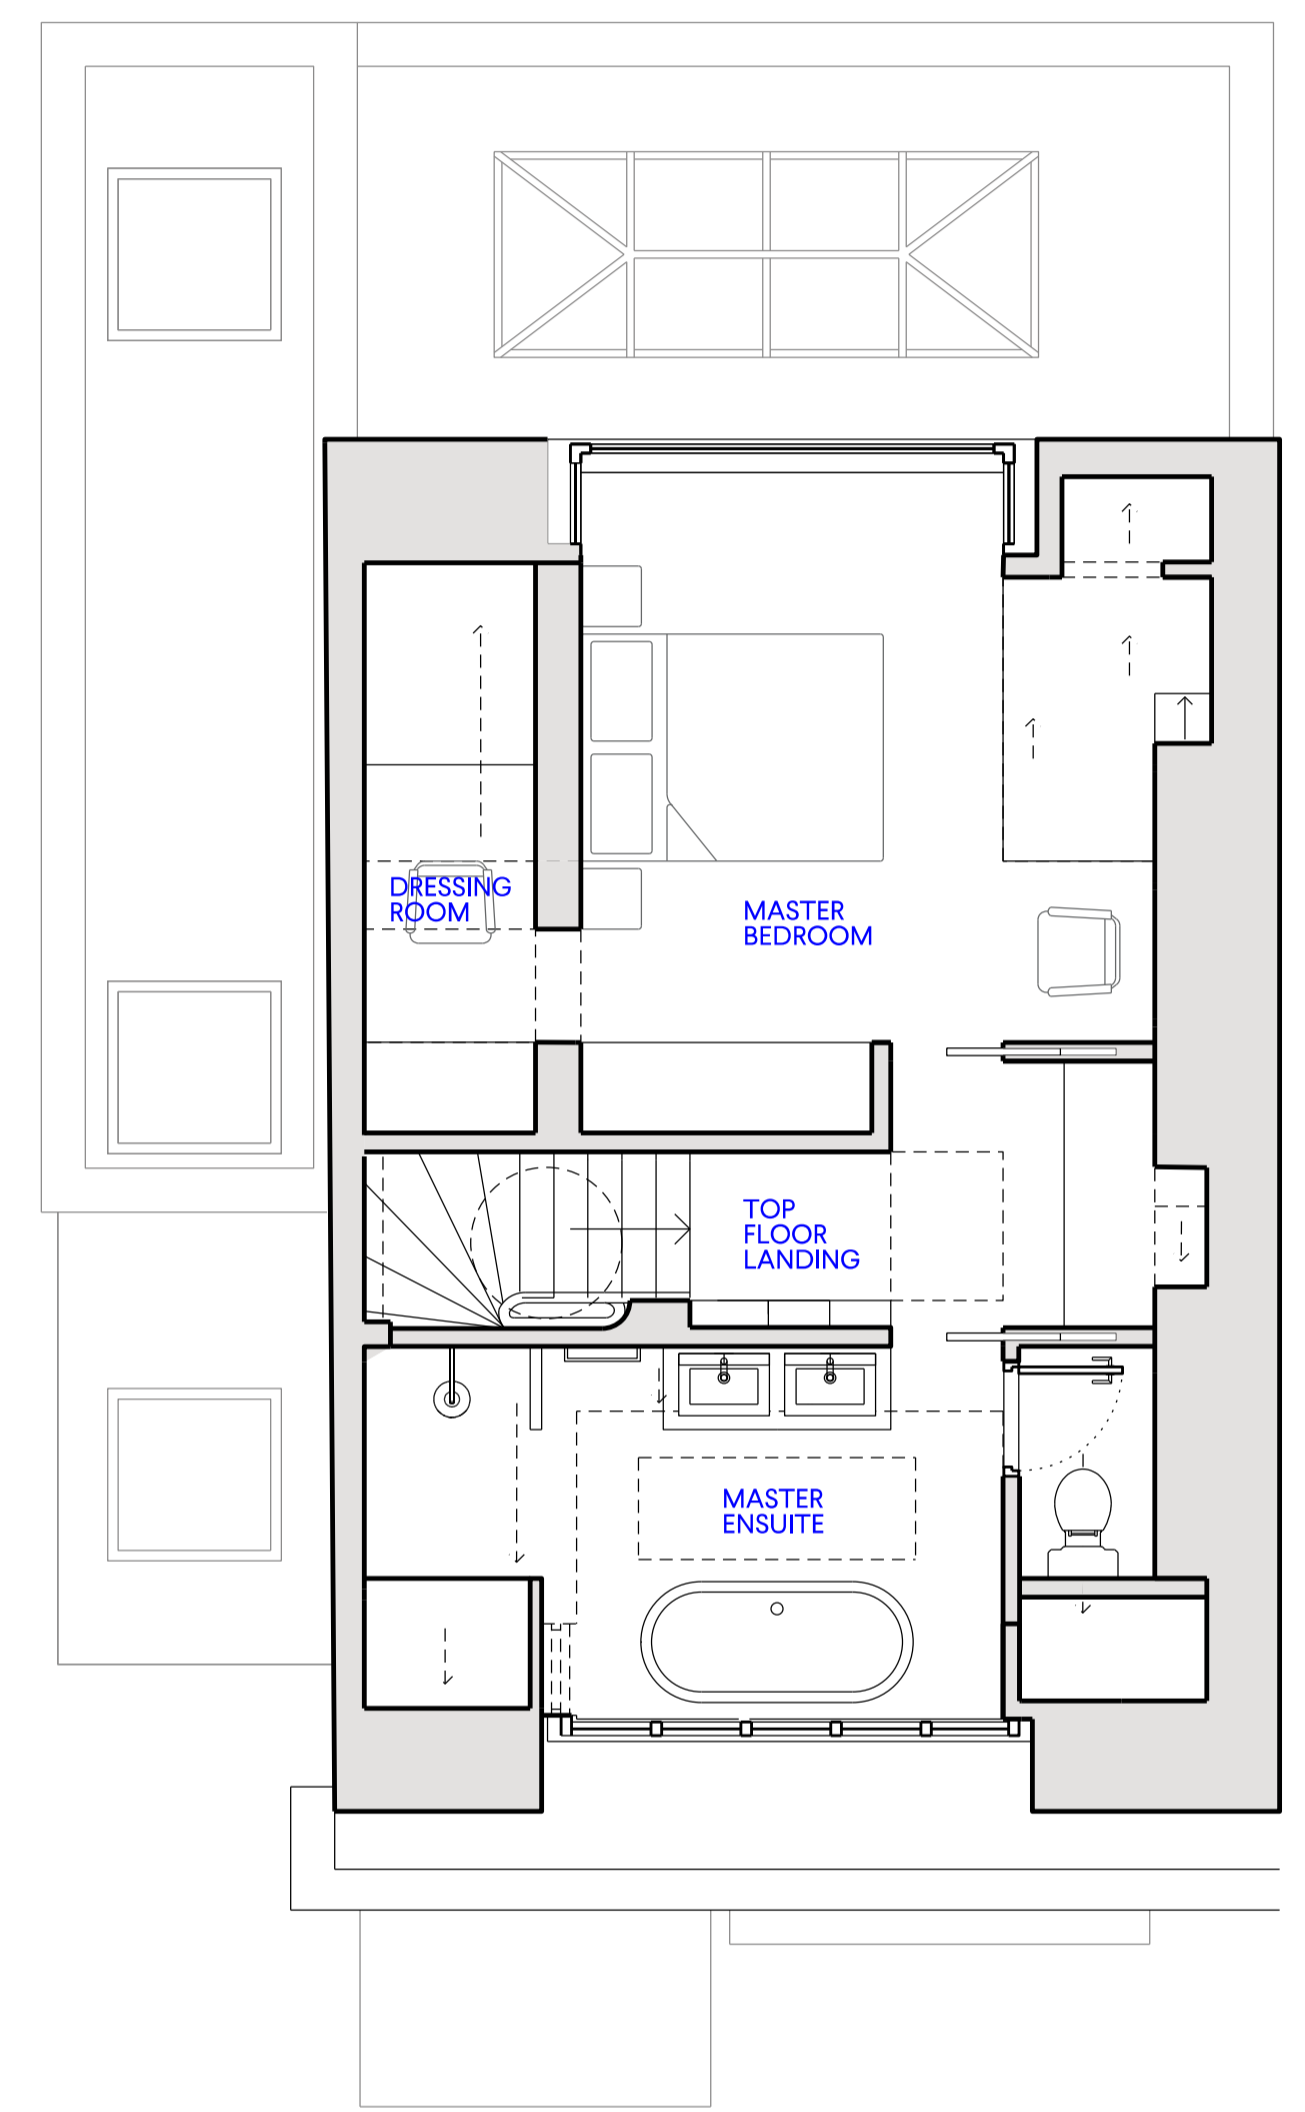 DRESSING
ROOM
MASTER
BEDROOM
TOP
FLOOR
LANDING
MASTER
ENSUITE